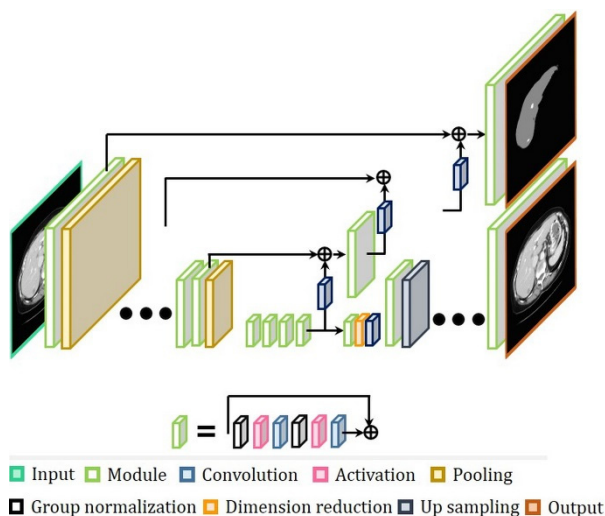 Input Module Convolution Activation Pooling
Group normalization Dimension reduction Up sampling Output